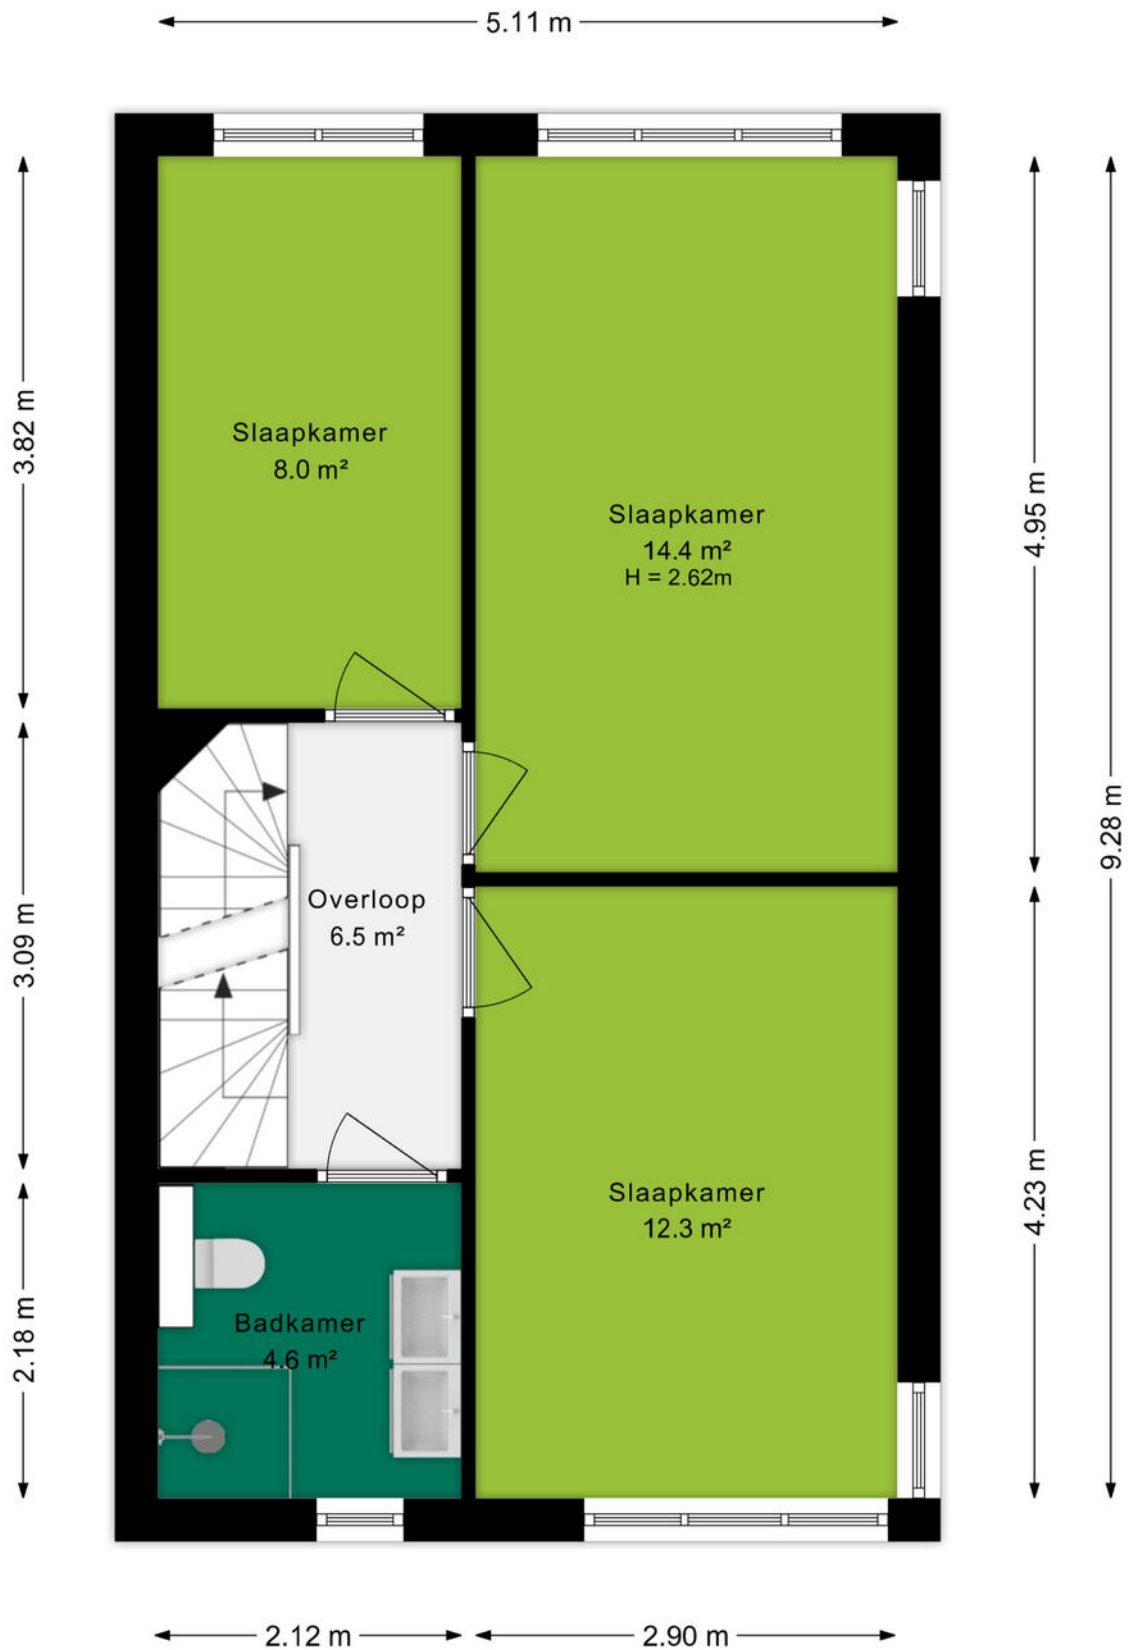 5.11 m
3.82 m
Slaapkamer
8.0 m²
Slaapkamer
14.4 m²
H = 2.62m
4.95 m
9.28 m
3.09 m
Overloop
6.5 m²
Slaapkamer
12.3 m²
4.23 m
2.18 m
Badkamer
4.6 m²
2.12 m
2.90 m